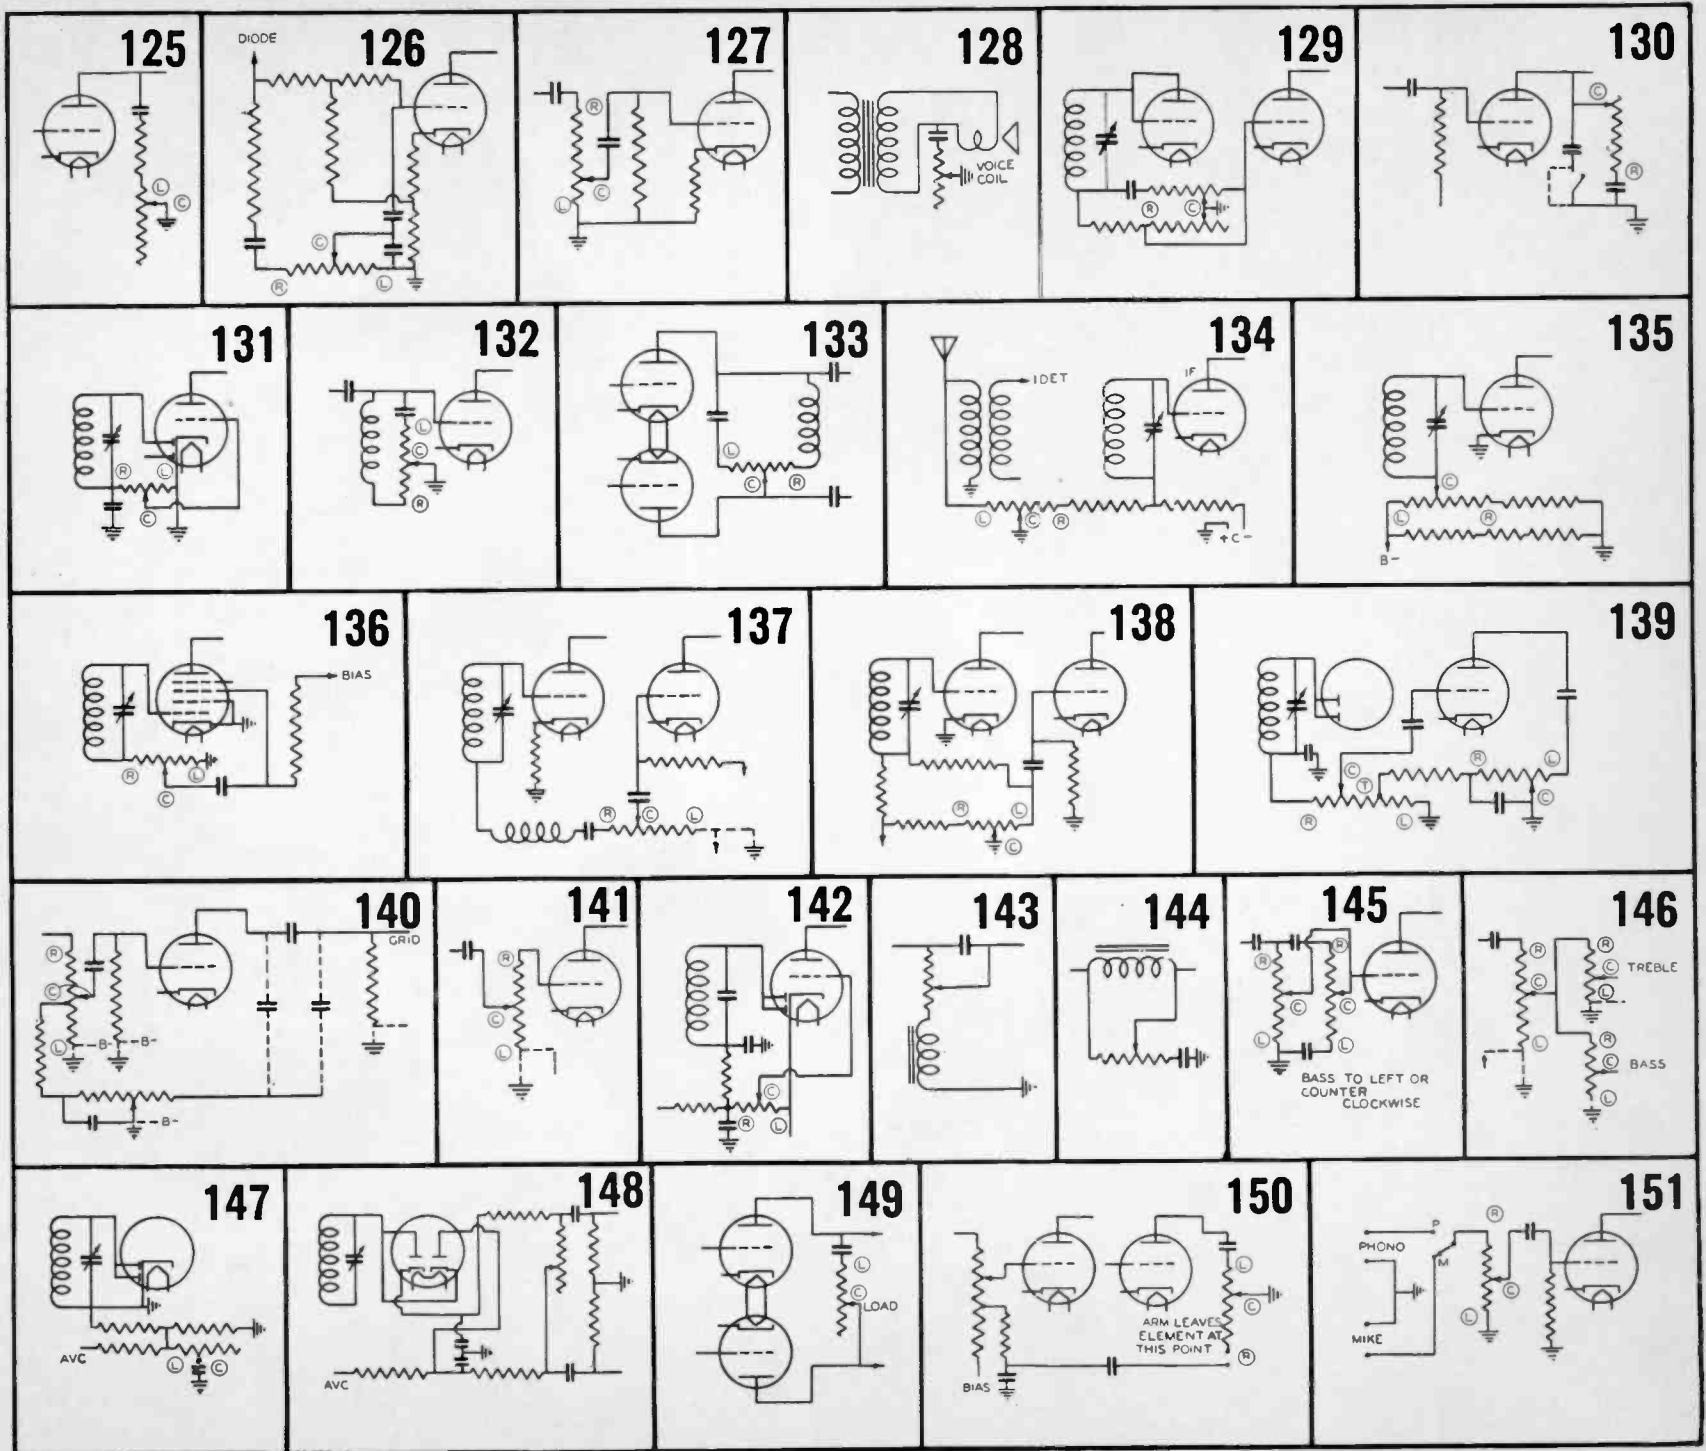 125
L
C
126
DIODE
C
R
L
127
R
C
L
128
VOICE
COIL
129
R
C
130
C
R
131
R
L
C
132
L
C
R
133
L
C
R
134
1DET
IF
L
C
R
+C-
135
C
L
R
B-
136
BIAS
R
L
C
137
R
C
L
138
R
L
C
139
C
T
R
L
R
L
C
140
GRID
R
C
L
B-
B-
B-
141
R
C
L
142
C
R
L
143
144
145
R
R
C
C
L
L
BASS TO LEFT OR
COUNTER
CLOCKWISE
146
R
R
C
C
TREBLE
L
L
R
C
BASS
L
147
AVC
L
C
148
AVC
149
L
C
LOAD
150
L
C
ARM LEAVES
ELEMENT AT
THIS POINT
R
BIAS
151
PHONO
P
M
R
C
L
MIKE